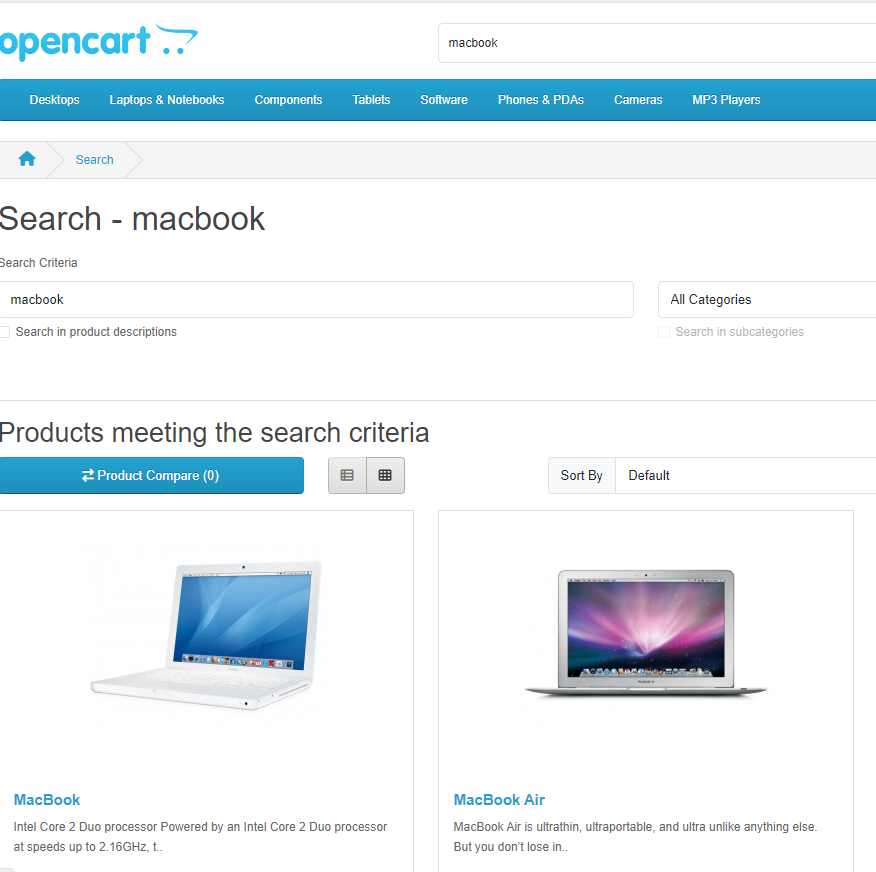 opencart
macbook
Desktops Laptops & Notebooks Components Tablets Software Phones & PDAs Cameras MP3 Players
Search
Search - macbook
Search Criteria
macbook All Categories
Search in product descriptions Search in subcategories
Products meeting the search criteria
Product Compare (0) Sort By Default
MacBook
Intel Core 2 Duo processor Powered by an Intel Core 2 Duo processor
at speeds up to 2.16GHz, t..
MacBook Air
MacBook Air is ultrathin, ultraportable, and ultra unlike anything else.
But you don’t lose in..